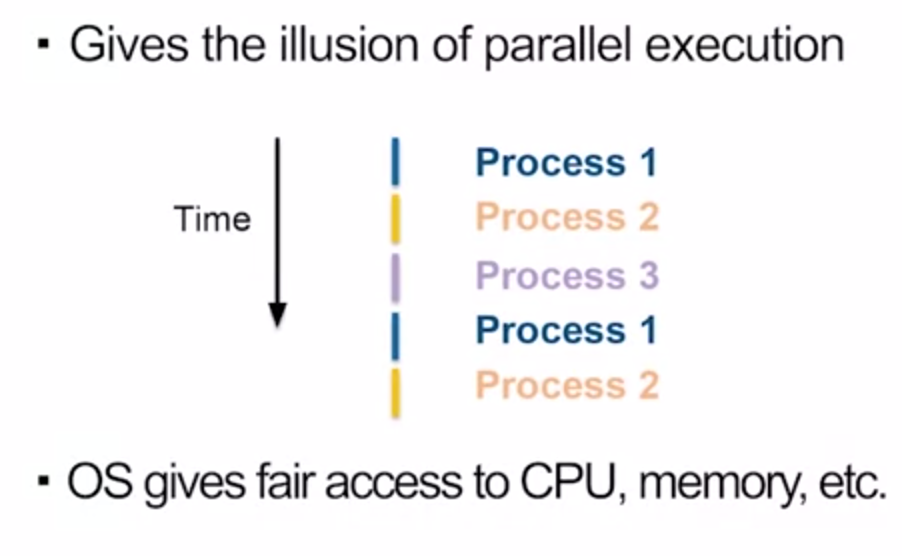 ▪ Gives the illusion of parallel execution
Process 1
Time
Process 2
Process 3
Process 1
Process 2
▪ OS gives fair access to CPU, memory, etc.